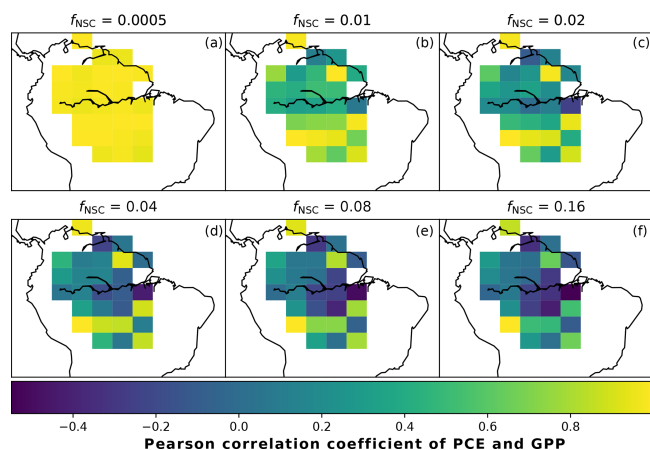 f_NSC = 0.0005 f_NSC = 0.01 f_NSC = 0.02
(a) (b) (c)
f_NSC = 0.04 f_NSC = 0.08 f_NSC = 0.16
(d) (e) (f)
−0.4 −0.2 0.0 0.2 0.4 0.6 0.8
Pearson correlation coefficient of PCE and GPP